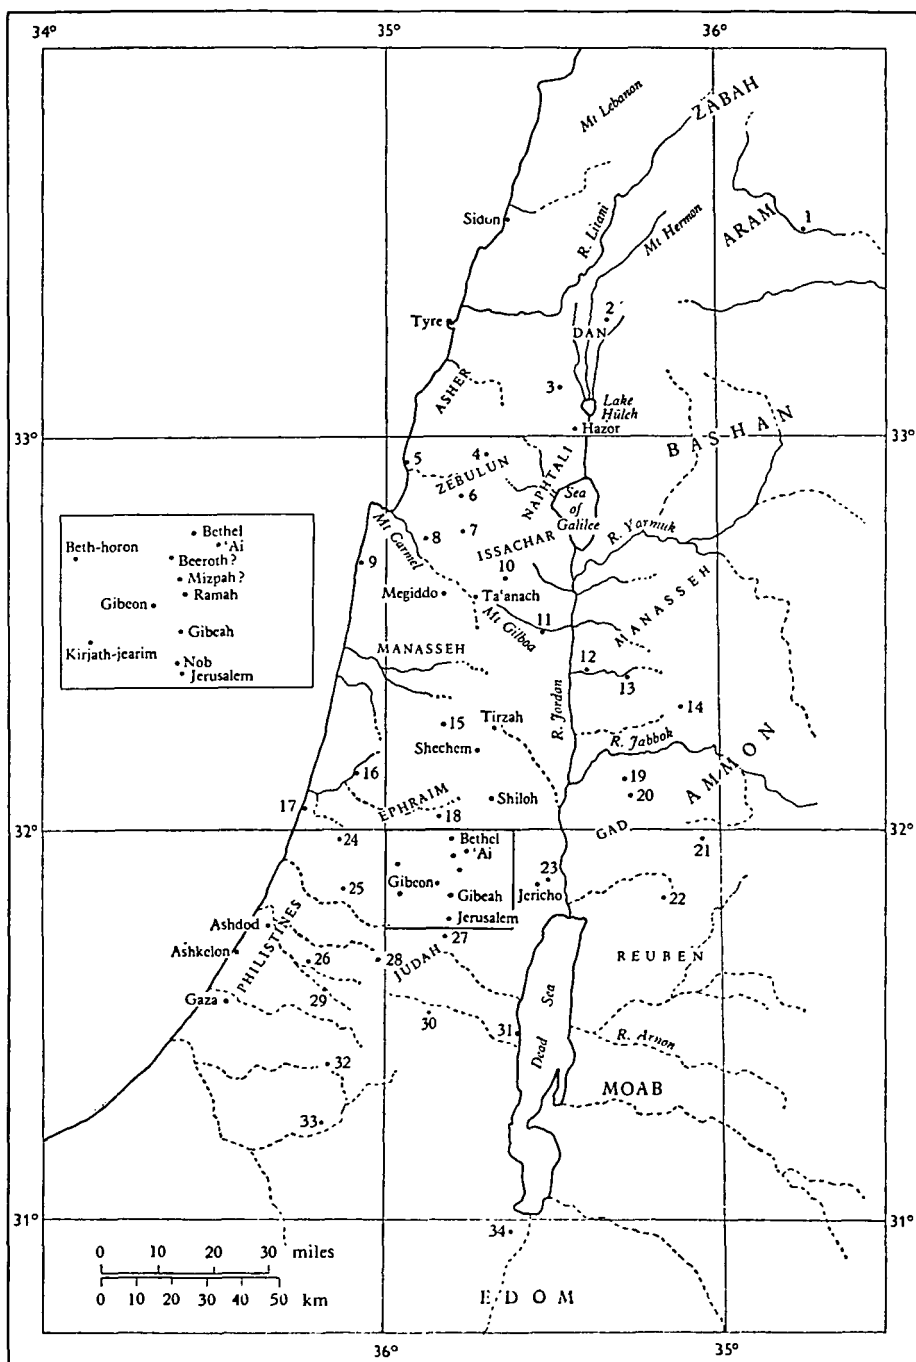 34°
35°
36°
Mt Lebanon
ZABAH
Sidon
R. Litani
Mt Hermon
ARAM
1
Tyre
2
DAN
ASHER
3
Lake
Hūleh
Hazor
33°
33°
BASHAN
5
4
ZEBULUN
NAPHTALI
6
Sea
of
Galilee
Mt Carmel
8
7
ISSACHAR
R. Yarmuk
9
10
Megiddo
Ta'anach
MANASSEH
Mt Gilboa
11
MANASSEH
12
13
R. Jordan
14
15
Tirzah
Shechem
R. Jabbok
AMMON
16
19
17
EPHRAIM
Shiloh
20
18
32°
32°
GAD
24
Bethel
'Ai
21
25
Gibeon
23
Jericho
Gibeah
22
Ashdod
Jerusalem
PHILISTINES
27
Ashkelon
26
28
JUDAH
REUBEN
Gaza
29
30
31
Dead Sea
R. Arnon
32
MOAB
33
31°
31°
34
EDOM
Bethel
Beth-horon
'Ai
Beeroth ?
Mizpah ?
Ramah
Gibeon
Gibeah
Kirjath-jearim
Nob
Jerusalem
0 10 20 30 miles
0 10 20 30 40 50 km
36°
35°